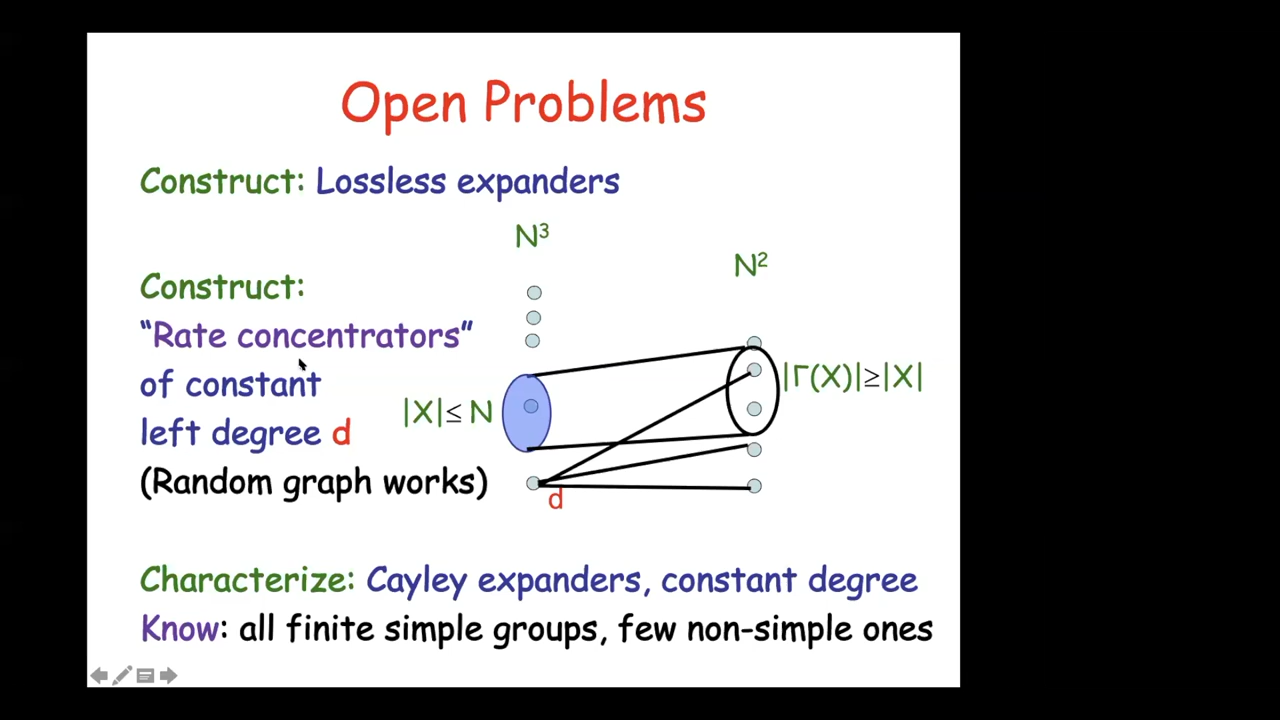 Open Problems
Construct: Lossless expanders
N³
N²
Construct:
“Rate concentrators”
of constant
left degree d
(Random graph works)
|X|≤ N
|Γ(X)|≥|X|
d
Characterize: Cayley expanders, constant degree
Know: all finite simple groups, few non-simple ones